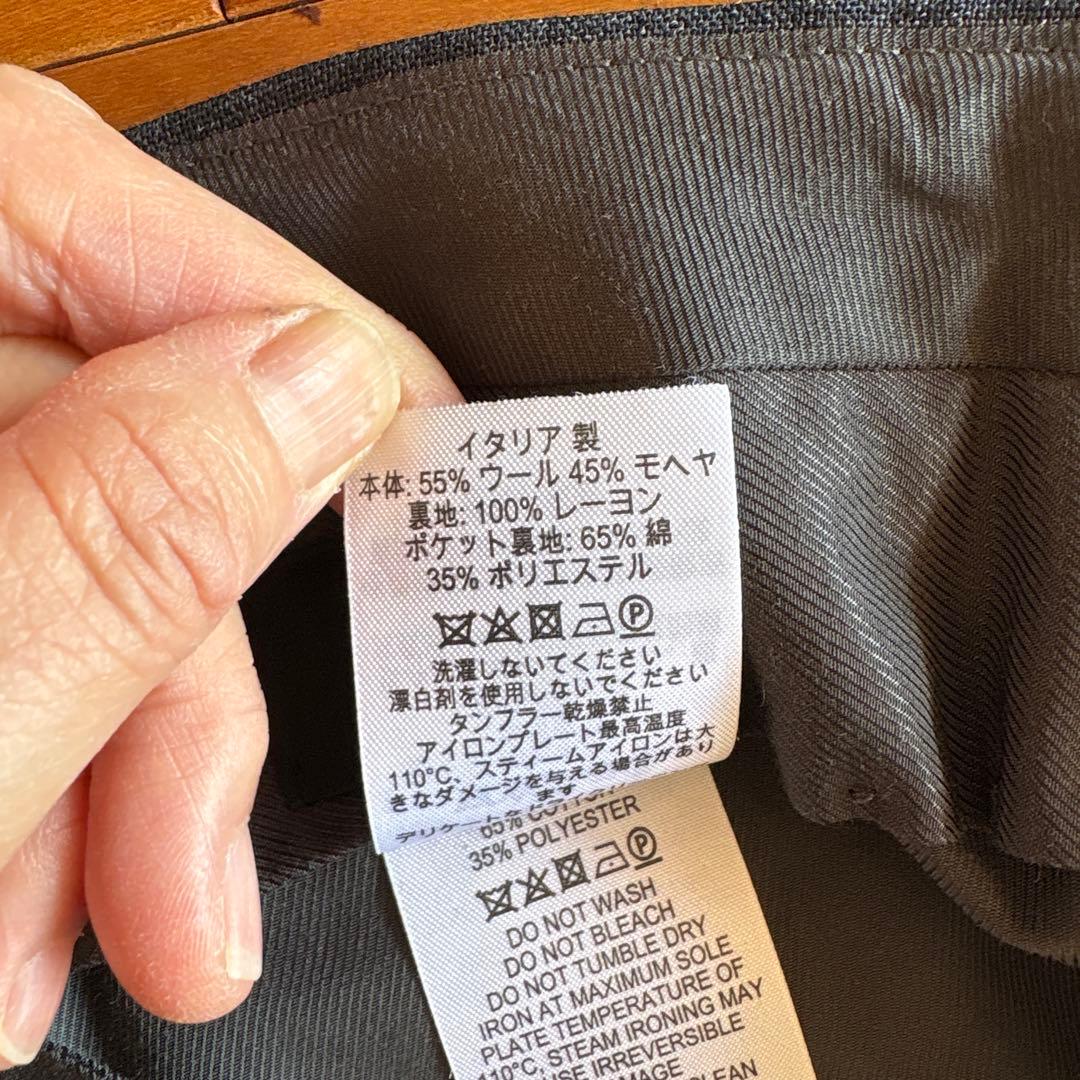 イタリア 製
本体: 55% ウール 45% モヘヤ
裏地: 100% レーヨン
ポケット裏地: 65% 綿
35% ポリエステル
P
洗濯しないてください
漂白剤を使用しないでください
タンブラー乾燥禁止
アイロンプレート最高温度
110°C、スティームアイロンは大
きなダメージを与える場合があり
ます
65% COTTON
35% POLYESTER
P
DO NOT WASH
DO NOT BLEACH
DO NOT TUMBLE DRY
IRON AT MAXIMUM SOLE
PLATE TEMPERATURE OF
110°C, STEAM IRONING MAY
USE IRREVERSIBLE